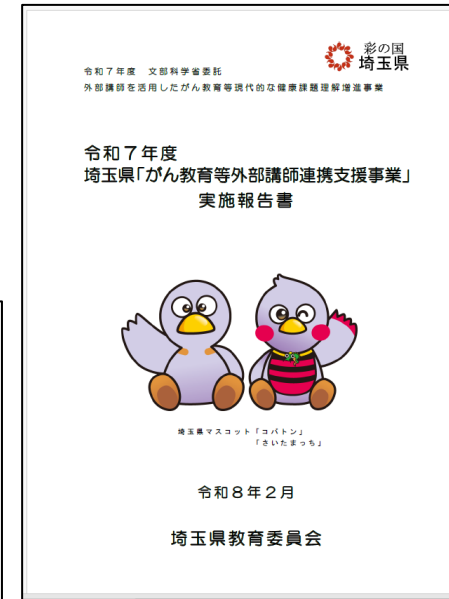 彩の国
埼玉県
令和７年度　文部科学省委託
外部講師を活用したがん教育等現代的な健康課題理解増進事業
令和７年度
埼玉県「がん教育等外部講師連携支援事業」
実施報告書
埼玉県マスコット「コバトン」
「さいたまっち」
令和８年２月
埼玉県教育委員会